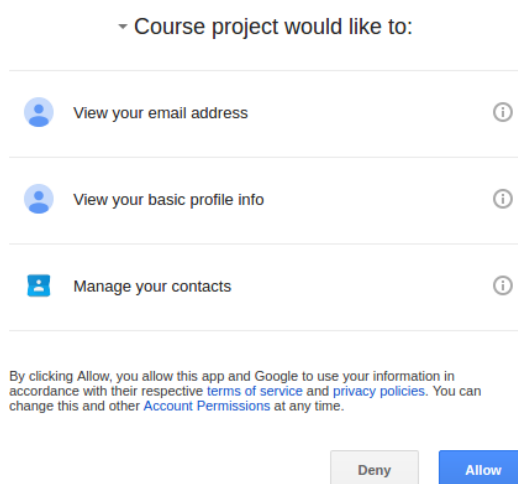 Course project would like to:
View your email address
View your basic profile info
Manage your contacts
By clicking Allow, you allow this app and Google to use your information in
accordance with their respective terms of service and privacy policies. You can
change this and other Account Permissions at any time.
Deny Allow